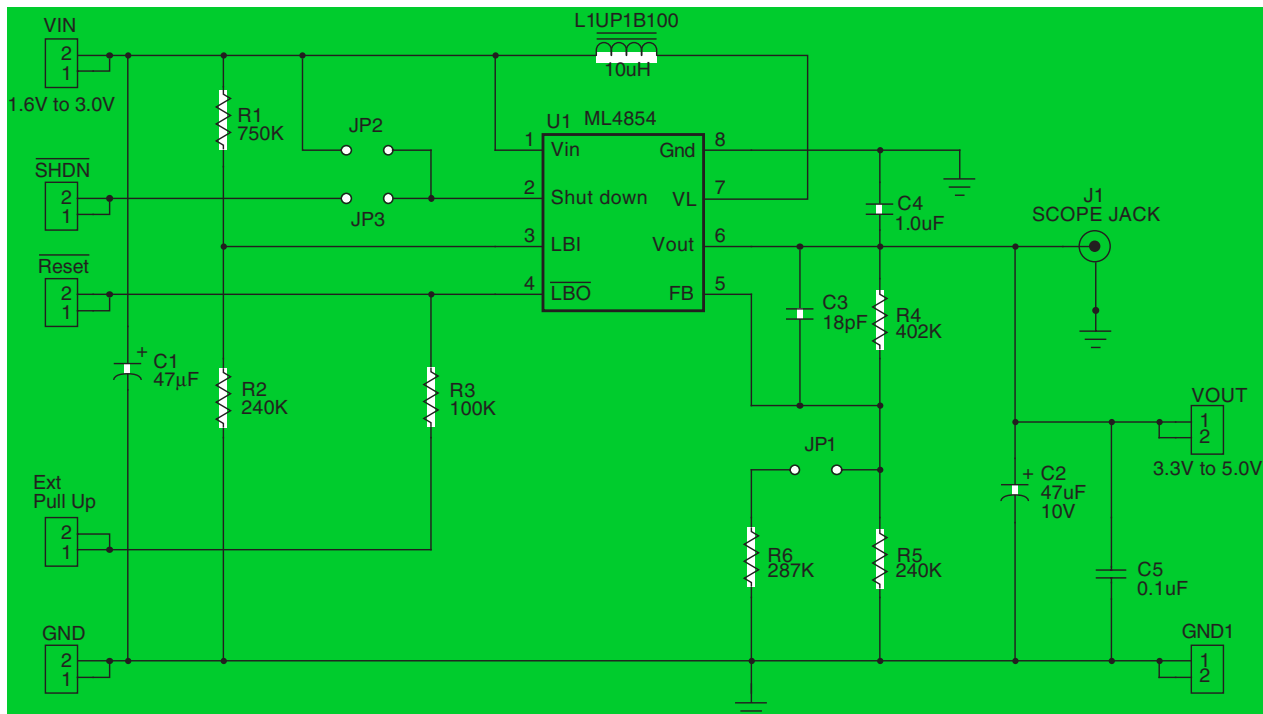 VIN
2
1
1.6V to 3.0V
L1UP1B100
10uH
R1
750K
JP2
U1
ML4854
1
Vin
Gnd
8
SHDN
2
1
JP3
2
Shut down
VL
7
C4
1.0uF
J1
SCOPE JACK
3
LBI
Vout
6
Reset
2
1
4
LBO
FB
5
C3
18pF
R4
402K
+
C1
47µF
R2
240K
R3
100K
VOUT
1
2
3.3V to 5.0V
JP1
+
C2
47uF
10V
Ext
Pull Up
2
1
R6
287K
R5
240K
C5
0.1uF
GND
2
1
GND1
1
2